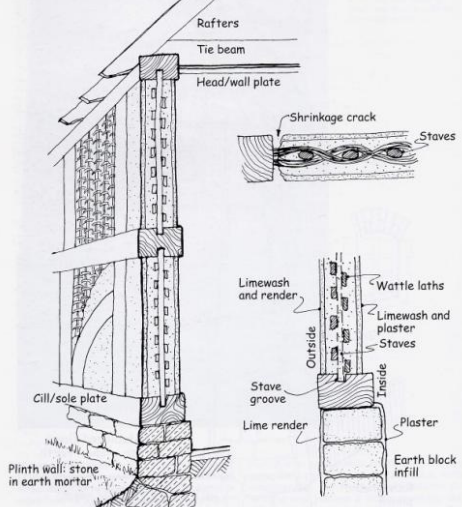 Rafters
Tie beam
Head/wall plate
Shrinkage crack
Staves
Limewash
and render
Outside
Wattle laths
Limewash and
plaster
Staves
Inside
Stave
groove
Cill/sole plate
Lime render
Plaster
Earth block
infill
Plinth wall: stone
in earth mortar